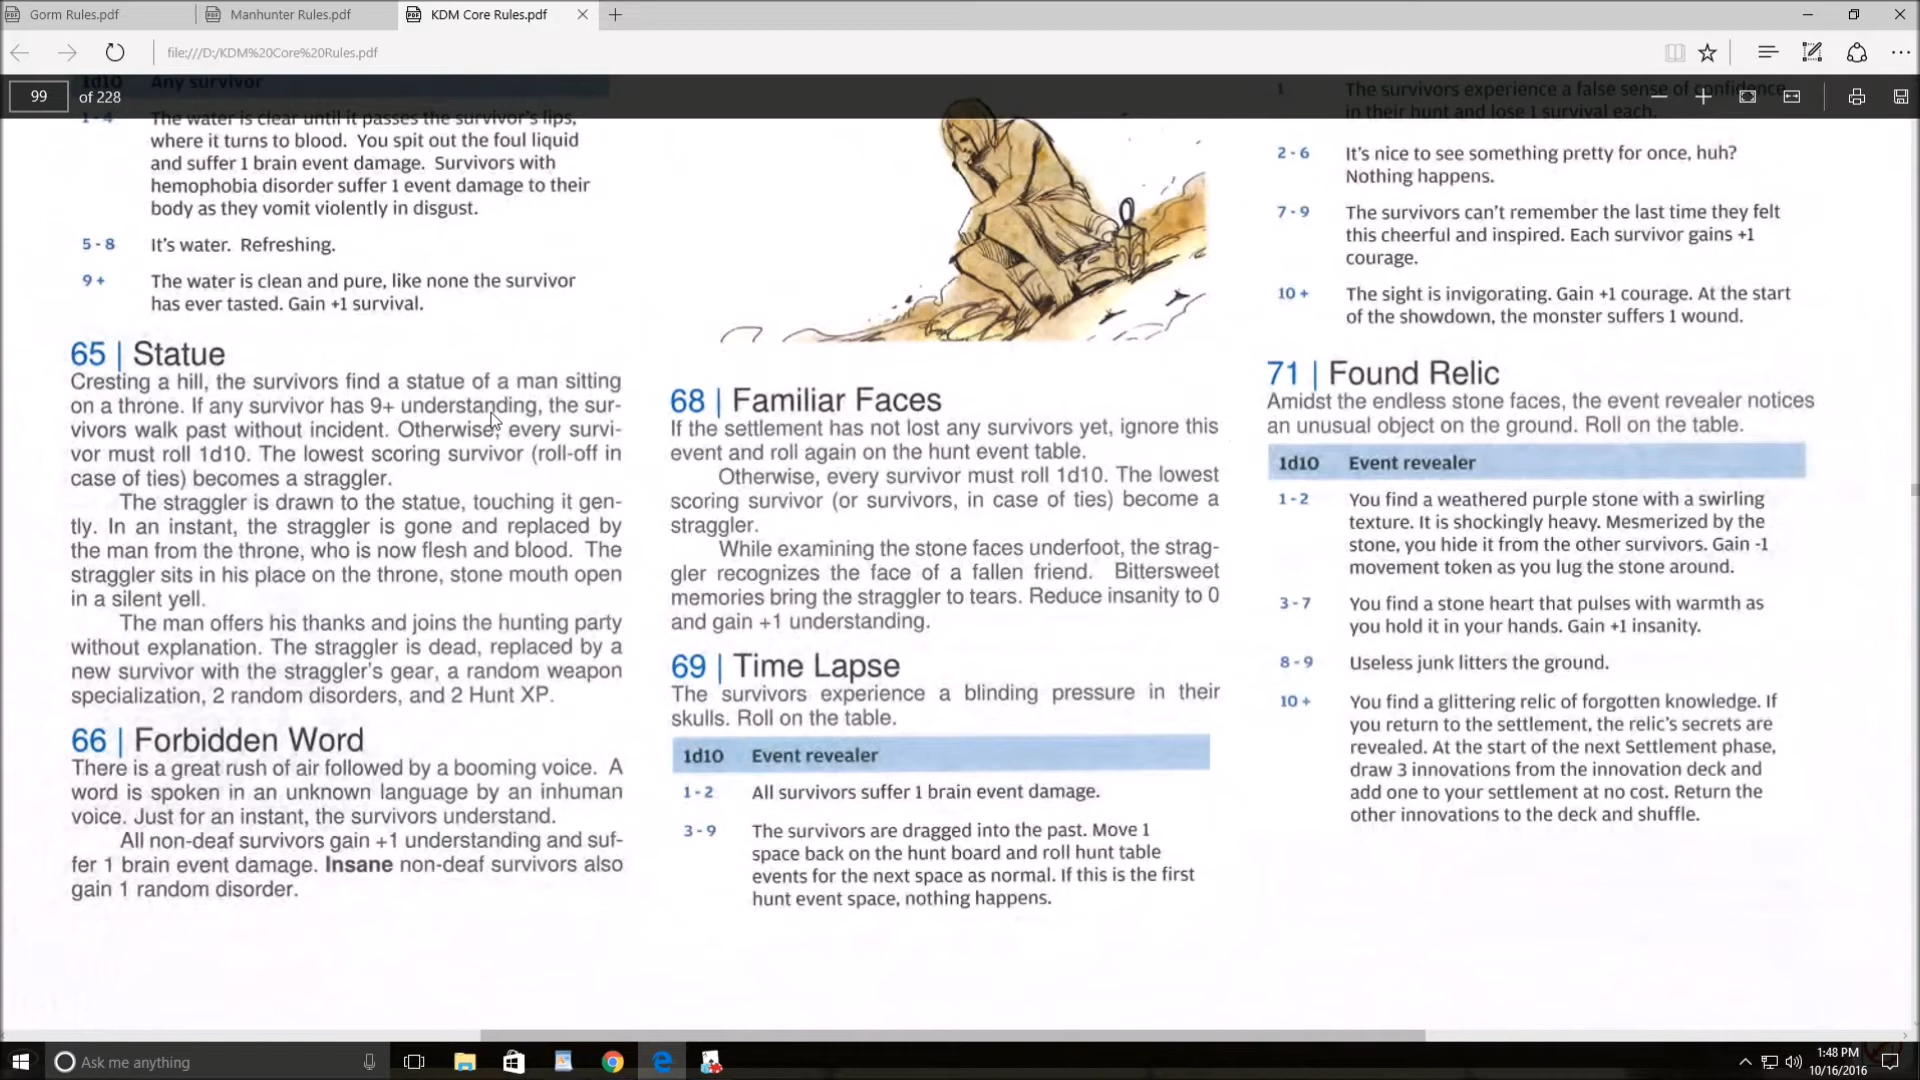 Gorm Rules.pdf
Manhunter Rules.pdf
KDM Core Rules.pdf
file:///D:/KDM%20Core%20Rules.pdf
99 of 228
1d10 Any survivor
1 - 4 The water is clear until it passes the survivor's lips,
where it turns to blood. You spit out the foul liquid
and suffer 1 brain event damage. Survivors with
hemophobia disorder suffer 1 event damage to their
body as they vomit violently in disgust.
5 - 8 It's water. Refreshing.
9 + The water is clean and pure, like none the survivor
has ever tasted. Gain +1 survival.
65 | Statue
Cresting a hill, the survivors find a statue of a man sitting
on a throne. If any survivor has 9+ understanding, the sur-
vivors walk past without incident. Otherwise, every survi-
vor must roll 1d10. The lowest scoring survivor (roll-off in
case of ties) becomes a straggler.
The straggler is drawn to the statue, touching it gen-
tly. In an instant, the straggler is gone and replaced by
the man from the throne, who is now flesh and blood. The
straggler sits in his place on the throne, stone mouth open
in a silent yell.
The man offers his thanks and joins the hunting party
without explanation. The straggler is dead, replaced by a
new survivor with the straggler's gear, a random weapon
specialization, 2 random disorders, and 2 Hunt XP.
66 | Forbidden Word
There is a great rush of air followed by a booming voice. A
word is spoken in an unknown language by an inhuman
voice. Just for an instant, the survivors understand.
All non-deaf survivors gain +1 understanding and suf-
fer 1 brain event damage. Insane non-deaf survivors also
gain 1 random disorder.
68 | Familiar Faces
If the settlement has not lost any survivors yet, ignore this
event and roll again on the hunt event table.
Otherwise, every survivor must roll 1d10. The lowest
scoring survivor (or survivors, in case of ties) become a
straggler.
While examining the stone faces underfoot, the strag-
gler recognizes the face of a fallen friend. Bittersweet
memories bring the straggler to tears. Reduce insanity to 0
and gain +1 understanding.
69 | Time Lapse
The survivors experience a blinding pressure in their
skulls. Roll on the table.
1d10 Event revealer
1 - 2 All survivors suffer 1 brain event damage.
3 - 9 The survivors are dragged into the past. Move 1
space back on the hunt board and roll hunt table
events for the next space as normal. If this is the first
hunt event space, nothing happens.
1 The survivors experience a false sense of confidence
in their hunt and lose 1 survival each.
2 - 6 It's nice to see something pretty for once, huh?
Nothing happens.
7 - 9 The survivors can't remember the last time they felt
this cheerful and inspired. Each survivor gains +1
courage.
10 + The sight is invigorating. Gain +1 courage. At the start
of the showdown, the monster suffers 1 wound.
71 | Found Relic
Amidst the endless stone faces, the event revealer notices
an unusual object on the ground. Roll on the table.
1d10 Event revealer
1 - 2 You find a weathered purple stone with a swirling
texture. It is shockingly heavy. Mesmerized by the
stone, you hide it from the other survivors. Gain -1
movement token as you lug the stone around.
3 - 7 You find a stone heart that pulses with warmth as
you hold it in your hands. Gain +1 insanity.
8 - 9 Useless junk litters the ground.
10 + You find a glittering relic of forgotten knowledge. If
you return to the settlement, the relic's secrets are
revealed. At the start of the next Settlement phase,
draw 3 innovations from the innovation deck and
add one to your settlement at no cost. Return the
other innovations to the deck and shuffle.
Ask me anything
1:48 PM
10/16/2016